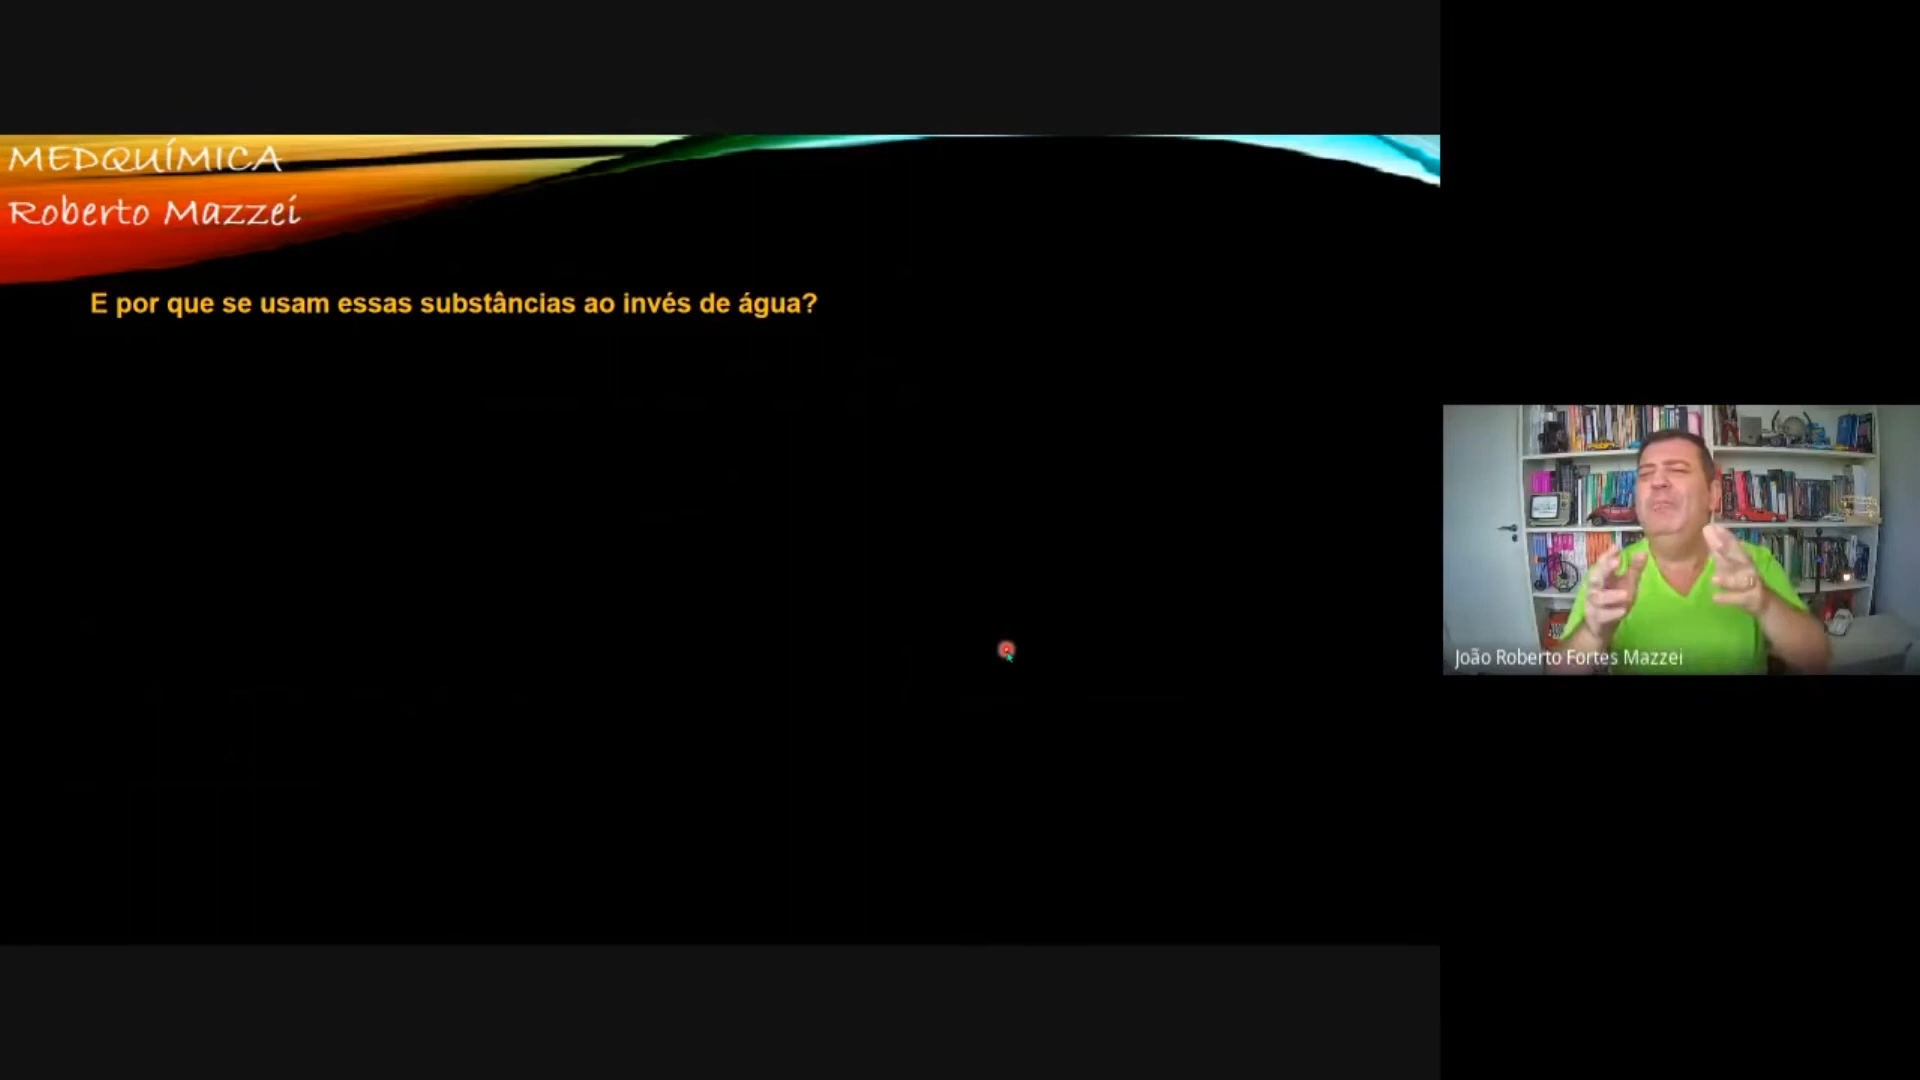 MEDQUÍMICA
Roberto Mazzei
E por que se usam essas substâncias ao invés de água?
João Roberto Fortes Mazzei